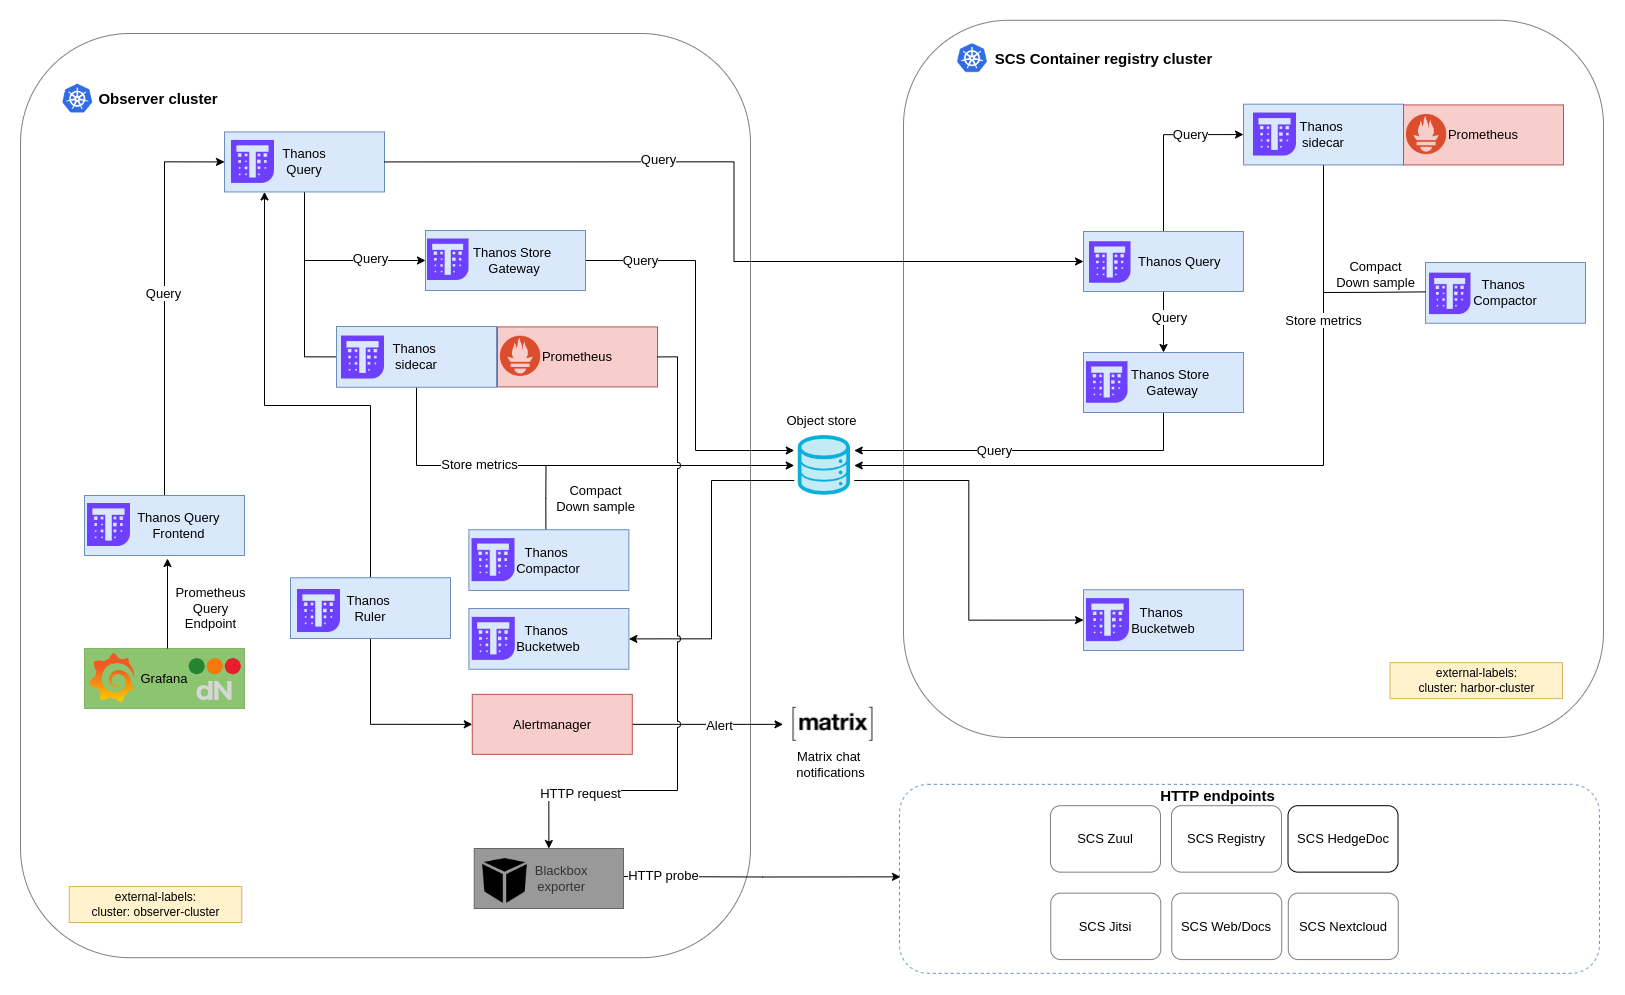 Observer cluster
Thanos
Query
Query
Query
Thanos Store
Gateway
Query
Query
Thanos
sidecar
Prometheus
Store metrics
Compact
Down sample
Thanos Query
Frontend
Prometheus
Query
Endpoint
Grafana
dN
Thanos
Ruler
Thanos
Compactor
Thanos
Bucketweb
Alertmanager
Alert
[matrix]
Matrix chat
notifications
HTTP request
Blackbox
exporter
HTTP probe
external-labels:
cluster: observer-cluster
Object store
SCS Container registry cluster
Query
Thanos
sidecar
Prometheus
Thanos Query
Compact
Down sample
Thanos
Compactor
Query
Store metrics
Thanos Store
Gateway
Query
Thanos
Bucketweb
external-labels:
cluster: harbor-cluster
HTTP endpoints
SCS Zuul
SCS Registry
SCS HedgeDoc
SCS Jitsi
SCS Web/Docs
SCS Nextcloud